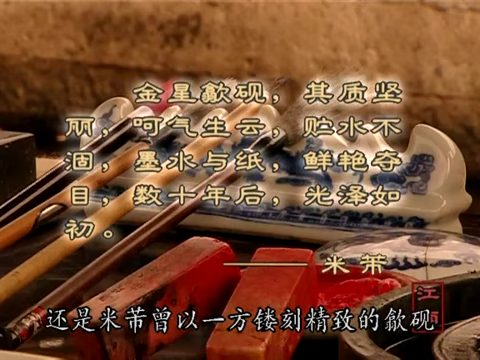 金星歙砚，其质坚
丽，呵气生云，贮水不
涸，墨水与纸，鲜艳夺
目，数十年后，光泽如
初。
——米芾
江
还是米芾曾以一方镂刻精致的歙砚